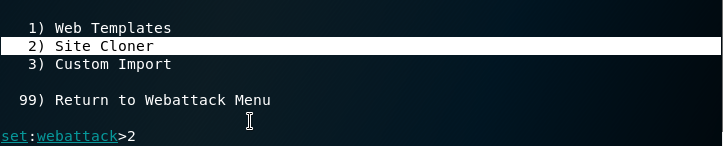 1) Web Templates
2) Site Cloner
3) Custom Import
99) Return to Webattack Menu
set:webattack>2